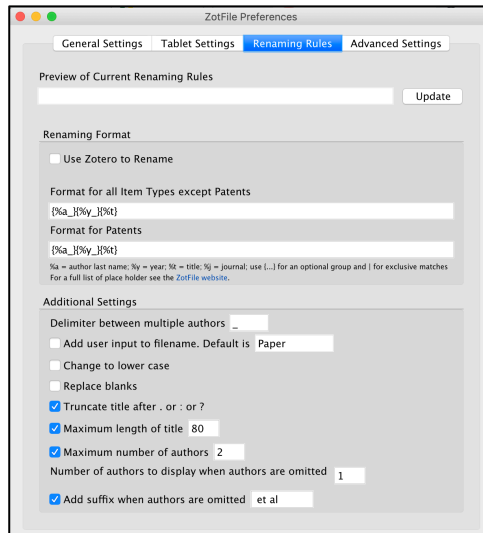 ZotFile Preferences
General Settings Tablet Settings Renaming Rules Advanced Settings
Preview of Current Renaming Rules
Update
Renaming Format
Use Zotero to Rename
Format for all Item Types except Patents
{%a_}{%y_}{%t}
Format for Patents
{%a_}{%y_}{%t}
%a = author last name; %y = year; %t = title; %j = journal; use {...} for an optional group and | for exclusive matches
For a full list of place holder see the ZotFile website.
Additional Settings
Delimiter between multiple authors _
Add user input to filename. Default is Paper
Change to lower case
Replace blanks
Truncate title after . or : or ?
Maximum length of title 80
Maximum number of authors 2
Number of authors to display when authors are omitted 1
Add suffix when authors are omitted et al